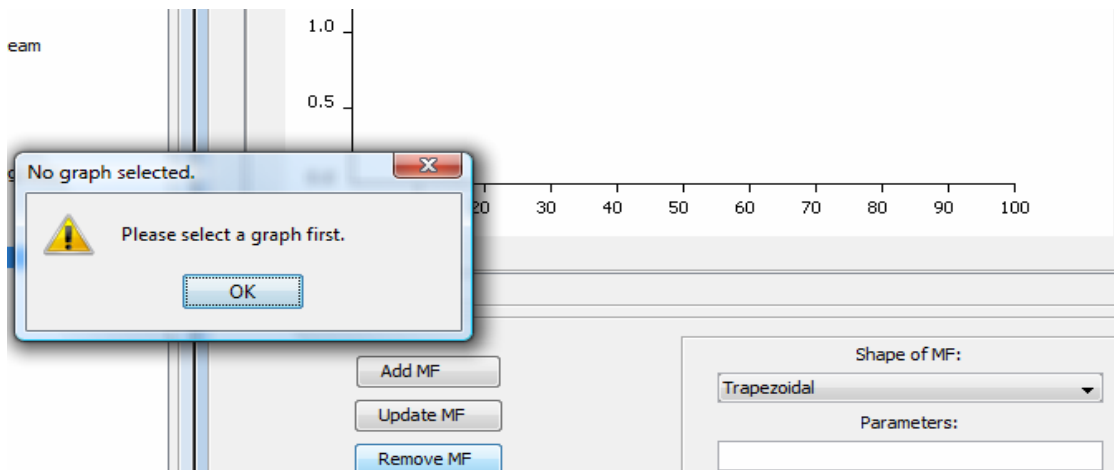 1.0
eam
0.5
No graph selected.
20 30 40 50 60 70 80 90 100
Please select a graph first.
OK
Shape of MF:
Add MF
Trapezoidal
Update MF
Parameters:
Remove MF